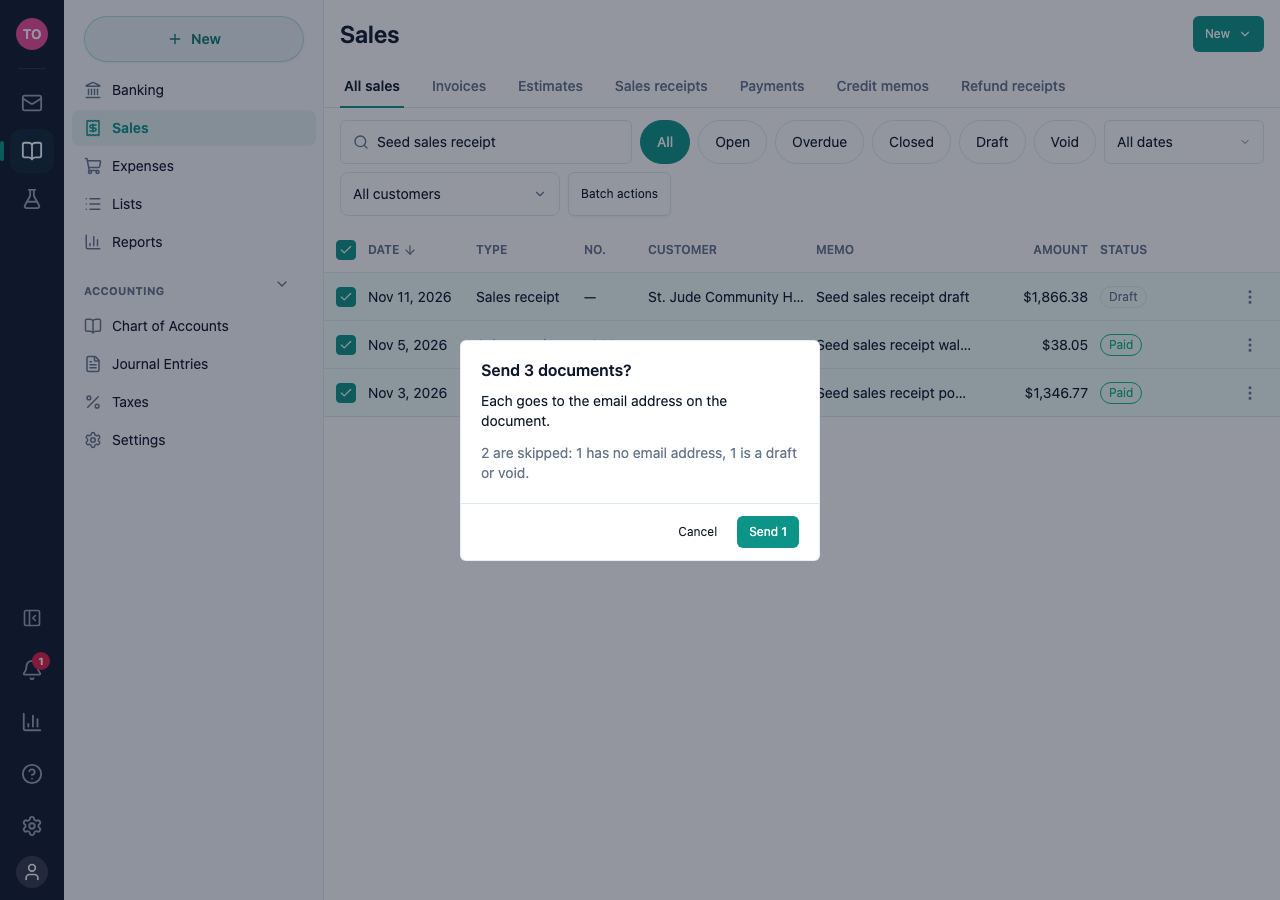 TO
New
Banking
Sales
Expenses
Lists
Reports
ACCOUNTING
Chart of Accounts
Journal Entries
Taxes
Settings
1
Sales
New
All sales Invoices Estimates Sales receipts Payments Credit memos Refund receipts
Seed sales receipt All Open Overdue Closed Draft Void All dates
All customers Batch actions
DATE TYPE NO. CUSTOMER MEMO AMOUNT STATUS
Nov 11, 2026 Sales receipt — St. Jude Community H... Seed sales receipt draft $1,866.38 Draft
Nov 5, 2026 Seed sales receipt wal... $38.05 Paid
Nov 3, 2026 Seed sales receipt po... $1,346.77 Paid
Send 3 documents?
Each goes to the email address on the
document.
2 are skipped: 1 has no email address, 1 is a draft
or void.
Cancel Send 1